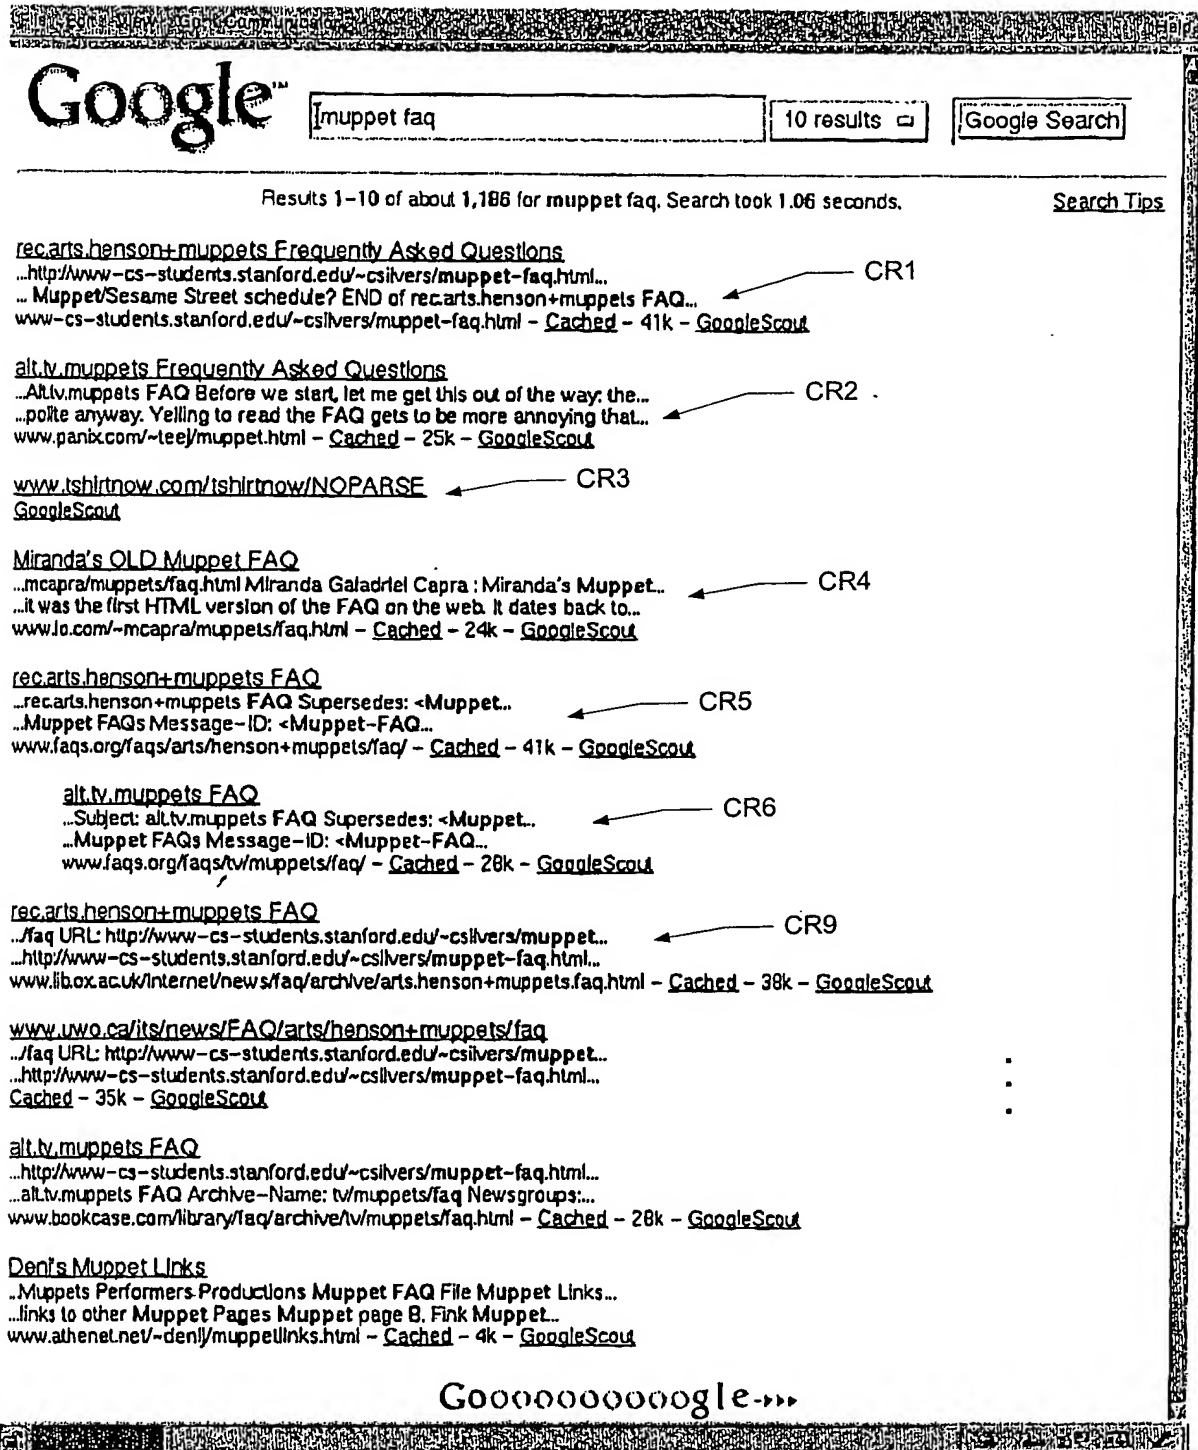 File Edit View Go Communicator
Google™
muppet faq
10 results
Google Search
Results 1-10 of about 1,186 for muppet faq. Search took 1.06 seconds.
Search Tips
rec.arts.henson+muppets Frequently Asked Questions
...http://www-cs-students.stanford.edu/~csilvers/muppet-faq.html...
... Muppet/Sesame Street schedule? END of rec.arts.henson+muppets FAQ...
www-cs-students.stanford.edu/~csilvers/muppet-faq.html - Cached - 41k - GoogleScout
CR1
alt.tv.muppets Frequently Asked Questions
...Alt.tv.muppets FAQ Before we start, let me get this out of the way: the...
...polite anyway. Yelling to read the FAQ gets to be more annoying that...
www.panix.com/~teej/muppet.html - Cached - 25k - GoogleScout
CR2
www.tshirtnow.com/tshirtnow/NOPARSE
GoogleScout
CR3
Miranda's OLD Muppet FAQ
...mcapra/muppets/faq.html Miranda Galadriel Capra : Miranda's Muppet...
...it was the first HTML version of the FAQ on the web. It dates back to...
www.io.com/~mcapra/muppets/faq.html - Cached - 24k - GoogleScout
CR4
rec.arts.henson+muppets FAQ
...rec.arts.henson+muppets FAQ Supersedes: <Muppet...
...Muppet FAQs Message-ID: <Muppet-FAQ...
www.faqs.org/faqs/arts/henson+muppets/faq/ - Cached - 41k - GoogleScout
CR5
alt.tv.muppets FAQ
...Subject: alt.tv.muppets FAQ Supersedes: <Muppet...
...Muppet FAQs Message-ID: <Muppet-FAQ...
www.faqs.org/faqs/tv/muppets/faq/ - Cached - 28k - GoogleScout
CR6
rec.arts.henson+muppets FAQ
.../faq URL: http://www-cs-students.stanford.edu/~csilvers/muppet...
...http://www-cs-students.stanford.edu/~csilvers/muppet-faq.html...
www.lib.ox.ac.uk/internet/news/faq/archive/arts.henson+muppets.faq.html - Cached - 38k - GoogleScout
CR9
www.uwo.ca/its/news/FAQ/arts/henson+muppets/faq
.../faq URL: http://www-cs-students.stanford.edu/~csilvers/muppet...
...http://www-cs-students.stanford.edu/~csilvers/muppet-faq.html...
Cached - 35k - GoogleScout
alt.tv.muppets FAQ
...http://www-cs-students.stanford.edu/~csilvers/muppet-faq.html...
...alt.tv.muppets FAQ Archive-Name: tv/muppets/faq Newsgroups:...
www.bookcase.com/library/faq/archive/tv/muppets/faq.html - Cached - 28k - GoogleScout
Deni's Muppet Links
...Muppets Performers Productions Muppet FAQ File Muppet Links...
...links to other Muppet Pages Muppet page B. Fink Muppet...
www.athenet.net/~denij/muppetlinks.html - Cached - 4k - GoogleScout
Goooooooooogle